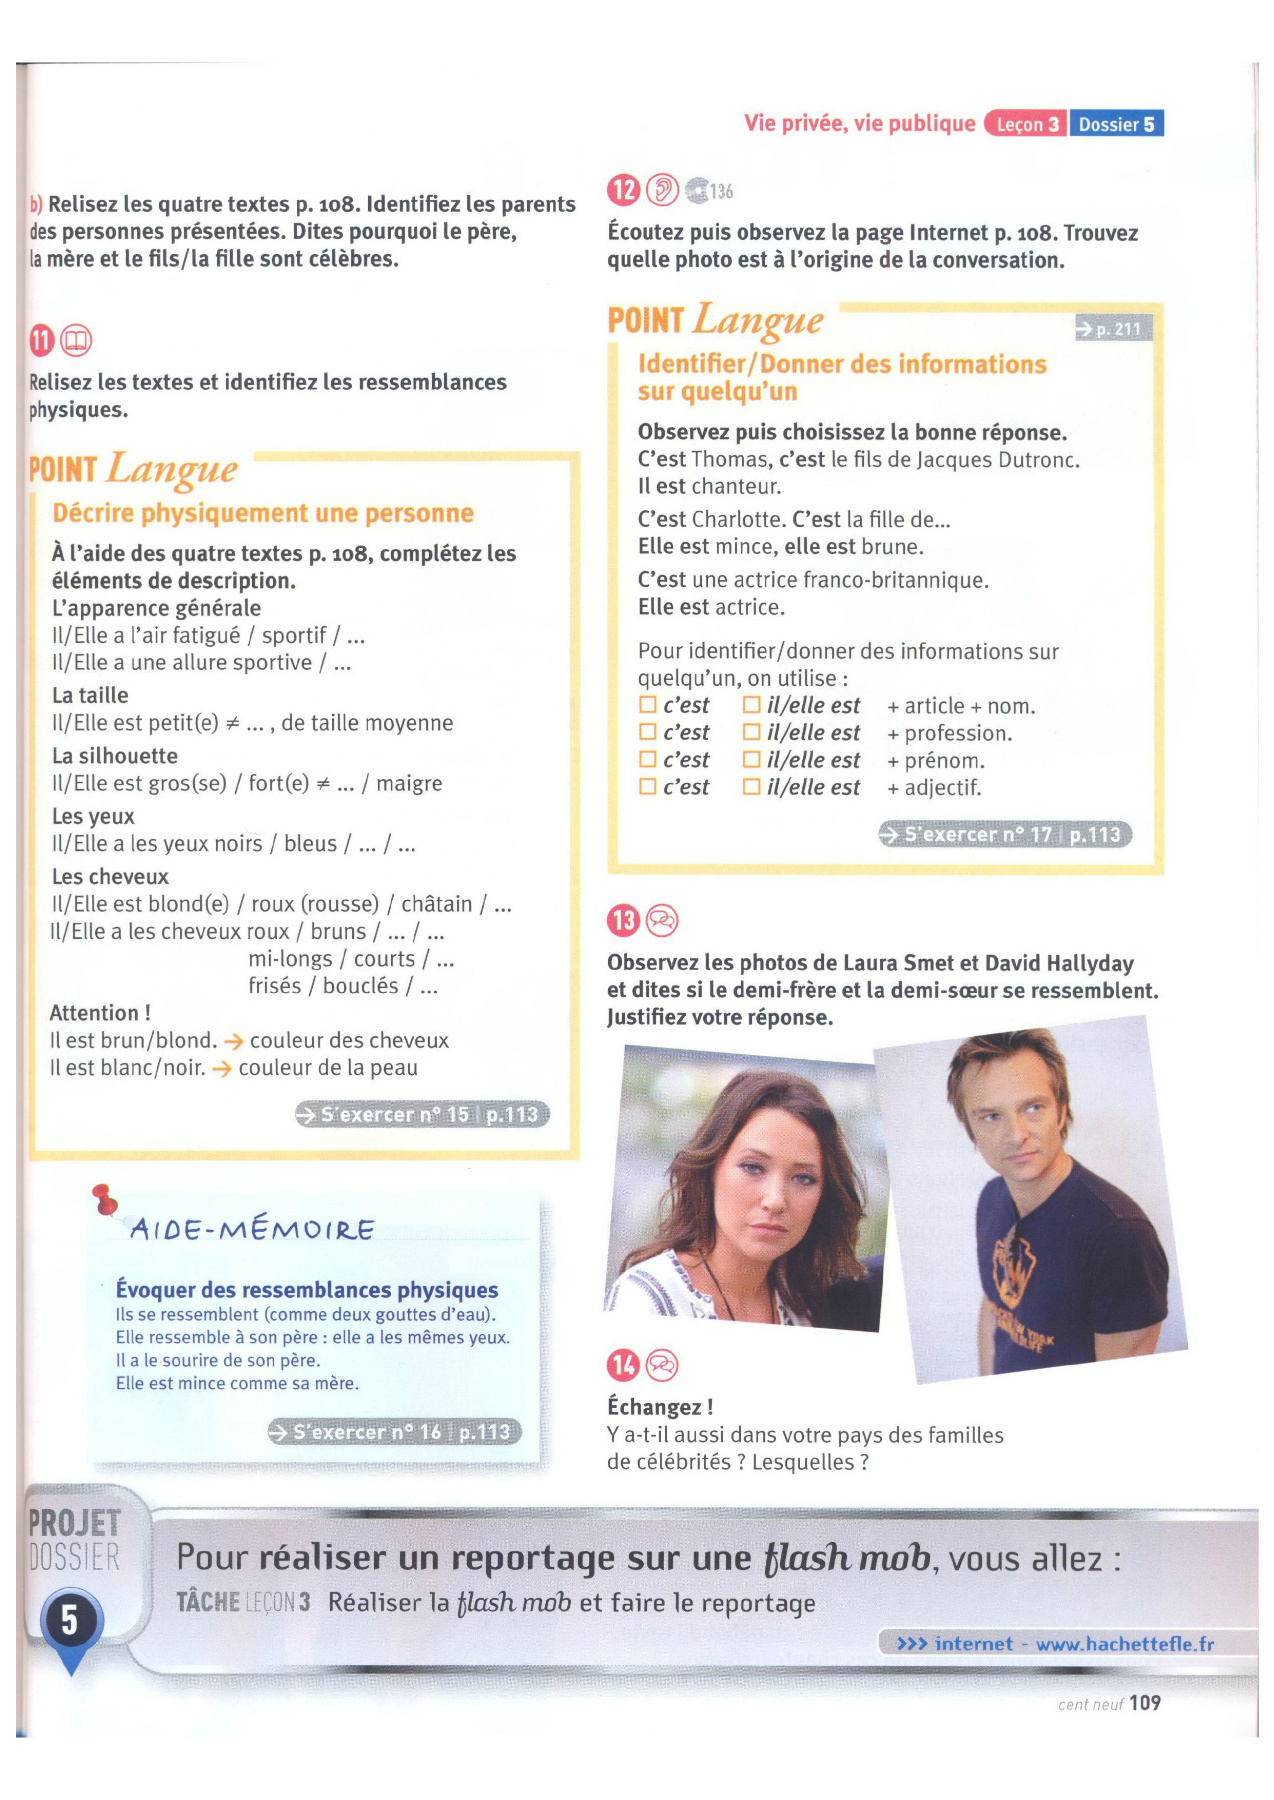 Vie privée, vie publique Leçon 3 Dossier 5
b) Relisez les quatre textes p. 108. Identifiez les parents
des personnes présentées. Dites pourquoi le père,
la mère et le fils/la fille sont célèbres.
11
Relisez les textes et identifiez les ressemblances
physiques.
POINT Langue
Décrire physiquement une personne
À l'aide des quatre textes p. 108, complétez les
éléments de description.
L'apparence générale
Il/Elle a l'air fatigué / sportif / ...
Il/Elle a une allure sportive / ...
La taille
Il/Elle est petit(e) ≠ ... , de taille moyenne
La silhouette
Il/Elle est gros(se) / fort(e) ≠ ... / maigre
Les yeux
Il/Elle a les yeux noirs / bleus / ... / ...
Les cheveux
Il/Elle est blond(e) / roux (rousse) / châtain / ...
Il/Elle a les cheveux roux / bruns / ... / ...
mi-longs / courts / ...
frisés / bouclés / ...
Attention !
Il est brun/blond. → couleur des cheveux
Il est blanc/noir. → couleur de la peau
→ S'exercer n° 15 | p.113
AIDE-MÉMOIRE
Évoquer des ressemblances physiques
Ils se ressemblent (comme deux gouttes d'eau).
Elle ressemble à son père : elle a les mêmes yeux.
Il a le sourire de son père.
Elle est mince comme sa mère.
→ S'exercer n° 16 | p.113
12 136
Écoutez puis observez la page Internet p. 108. Trouvez
quelle photo est à l'origine de la conversation.
POINT Langue
→ p. 211
Identifier/Donner des informations
sur quelqu'un
Observez puis choisissez la bonne réponse.
C'est Thomas, c'est le fils de Jacques Dutronc.
Il est chanteur.
C'est Charlotte. C'est la fille de...
Elle est mince, elle est brune.
C'est une actrice franco-britannique.
Elle est actrice.
Pour identifier/donner des informations sur
quelqu'un, on utilise :
☐ c'est ☐ il/elle est + article + nom.
☐ c'est ☐ il/elle est + profession.
☐ c'est ☐ il/elle est + prénom.
☐ c'est ☐ il/elle est + adjectif.
→ S'exercer n° 17 | p.113
13
Observez les photos de Laura Smet et David Hallyday
et dites si le demi-frère et la demi-sœur se ressemblent.
Justifiez votre réponse.
14
Échangez !
Y a-t-il aussi dans votre pays des familles
de célébrités ? Lesquelles ?
PROJET
DOSSIER
5
Pour réaliser un reportage sur une flash mob, vous allez :
TÂCHE LEÇON 3 Réaliser la flash mob et faire le reportage
>>> internet - www.hachettefle.fr
cent neuf 109